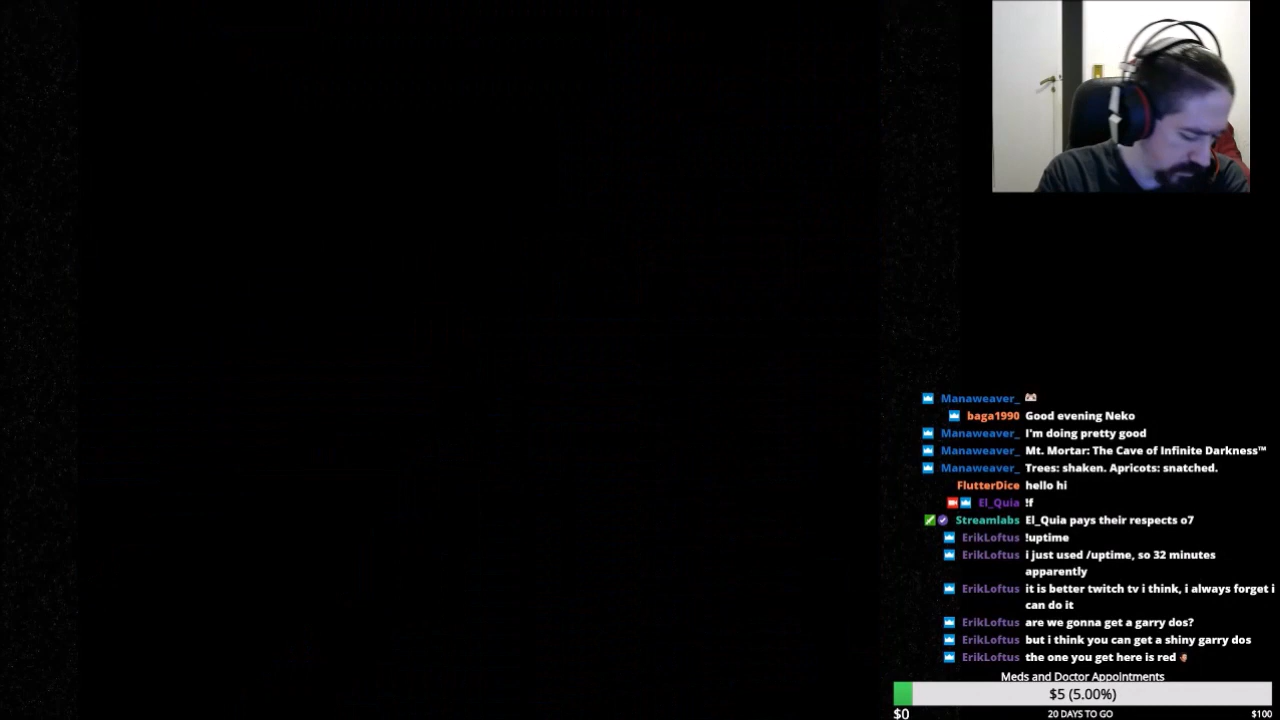 Manaweaver_
baga1990 Good evening Neko
Manaweaver_ I'm doing pretty good
Manaweaver_ Mt. Mortar: The Cave of Infinite Darkness™
Manaweaver_ Trees: shaken. Apricots: snatched.
FlutterDice hello hi
El_Quia !f
Streamlabs El_Quia pays their respects o7
ErikLoftus !uptime
ErikLoftus i just used /uptime, so 32 minutes
apparently
ErikLoftus it is better twitch tv i think, i always forget i
can do it
ErikLoftus are we gonna get a garry dos?
ErikLoftus but i think you can get a shiny garry dos
ErikLoftus the one you get here is red
Meds and Doctor Appointments
$5 (5.00%)
$0 20 DAYS TO GO $100